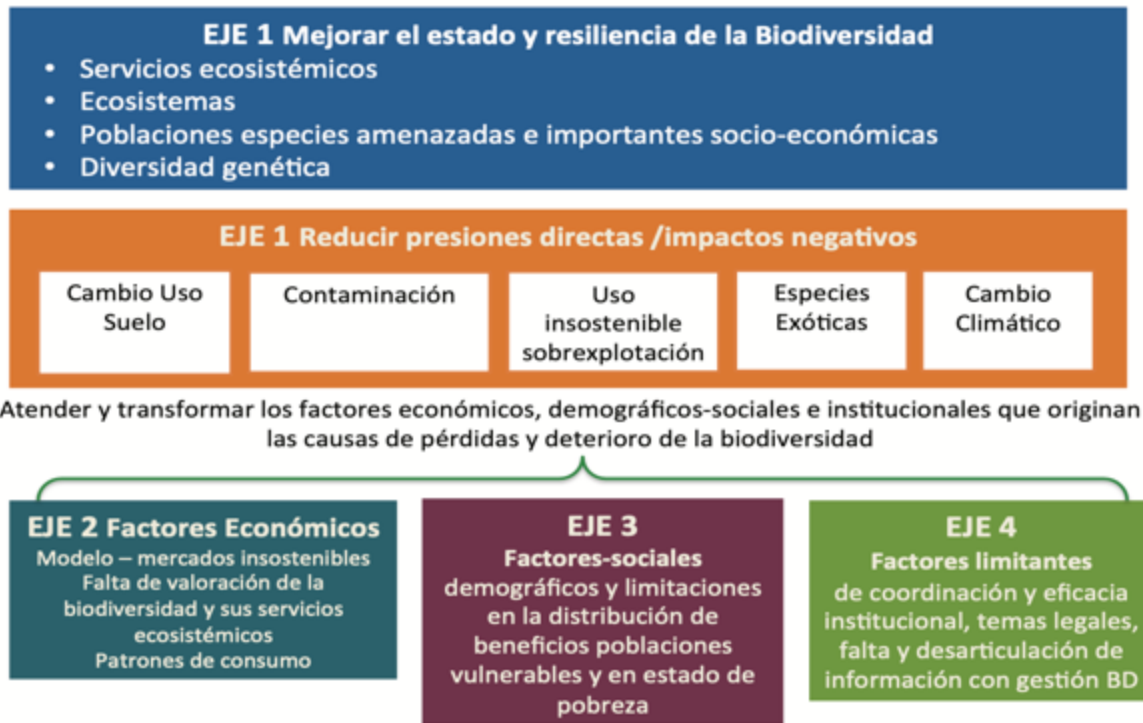 EJE 1 Mejorar el estado y resiliencia de la Biodiversidad
• Servicios ecosistémicos
• Ecosistemas
• Poblaciones especies amenazadas e importantes socio-económicas
• Diversidad genética
EJE 1 Reducir presiones directas /impactos negativos
Cambio Uso
Suelo
Contaminación
Uso
insostenible
sobrexplotación
Especies
Exóticas
Cambio
Climático
Atender y transformar los factores económicos, demográficos-sociales e institucionales que originan
las causas de pérdidas y deterioro de la biodiversidad
EJE 2 Factores Económicos
Modelo – mercados insostenibles
Falta de valoración de la
biodiversidad y sus servicios
ecosistémicos
Patrones de consumo
EJE 3
Factores-sociales
demográficos y limitaciones
en la distribución de
beneficios poblaciones
vulnerables y en estado de
pobreza
EJE 4
Factores limitantes
de coordinación y eficacia
institucional, temas legales,
falta y desarticulación de
información con gestión BD